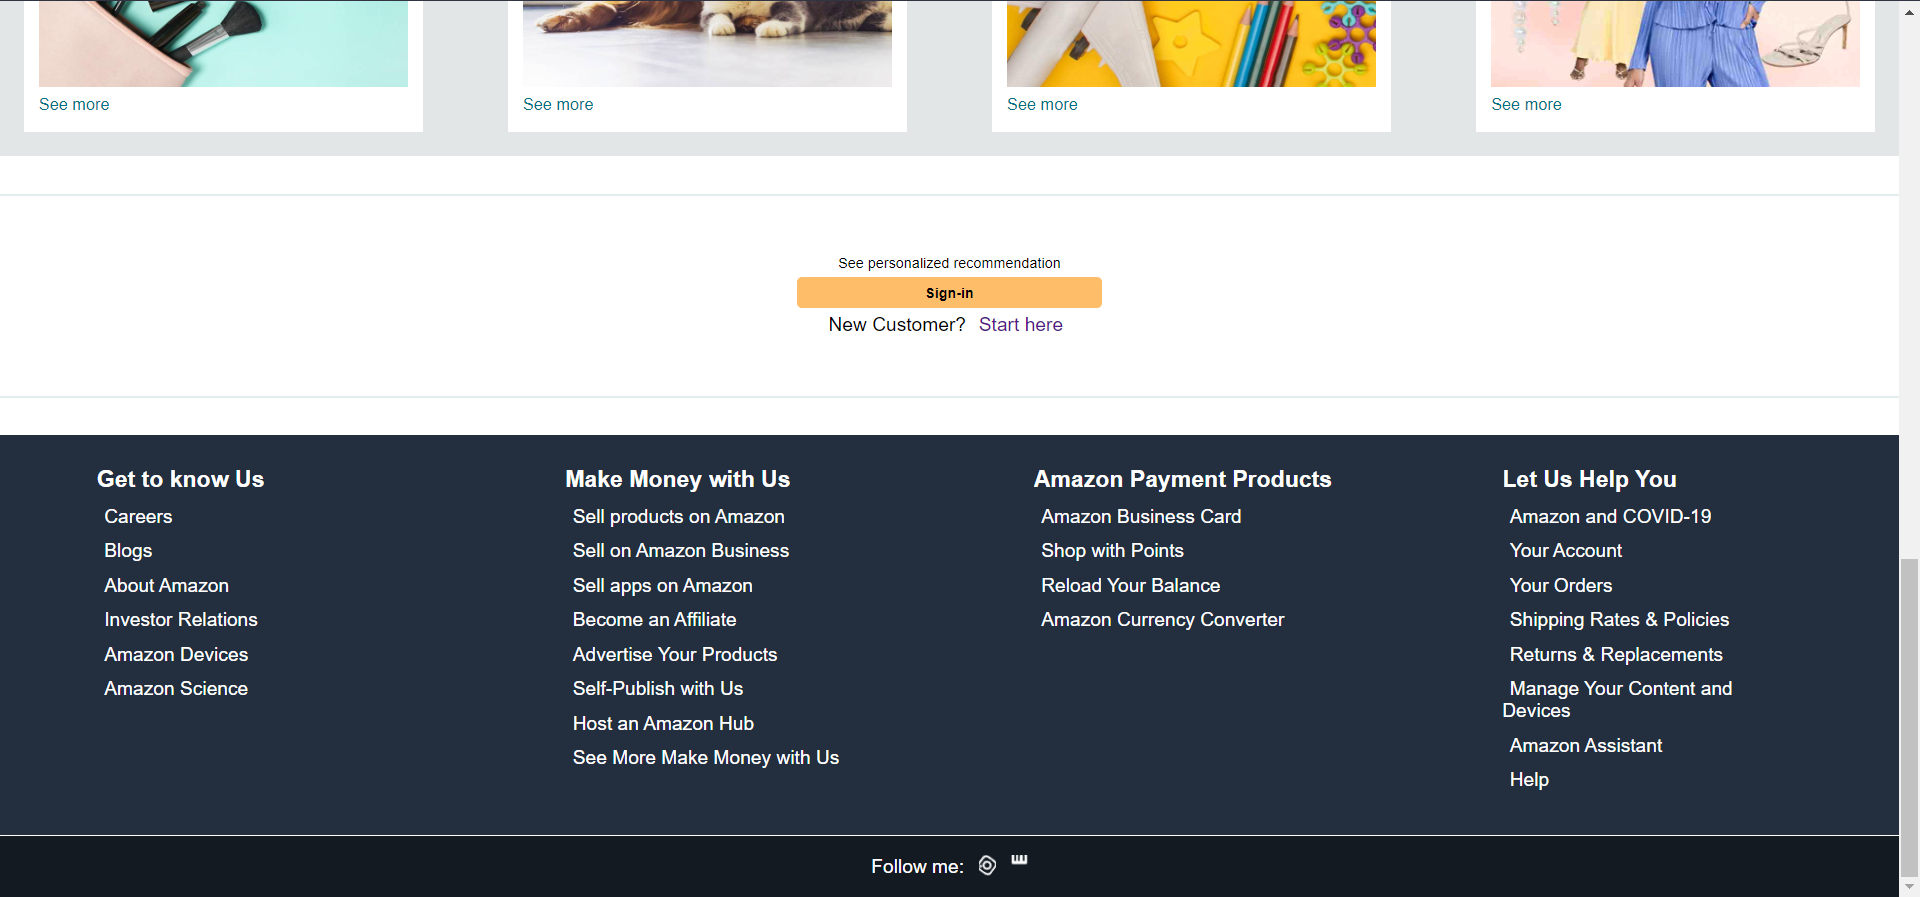 See more
See more
See more
See more
See personalized recommendation
Sign-in
New Customer? Start here
Get to know Us
Careers
Blogs
About Amazon
Investor Relations
Amazon Devices
Amazon Science
Make Money with Us
Sell products on Amazon
Sell on Amazon Business
Sell apps on Amazon
Become an Affiliate
Advertise Your Products
Self-Publish with Us
Host an Amazon Hub
See More Make Money with Us
Amazon Payment Products
Amazon Business Card
Shop with Points
Reload Your Balance
Amazon Currency Converter
Let Us Help You
Amazon and COVID-19
Your Account
Your Orders
Shipping Rates & Policies
Returns & Replacements
Manage Your Content and
Devices
Amazon Assistant
Help
Follow me: